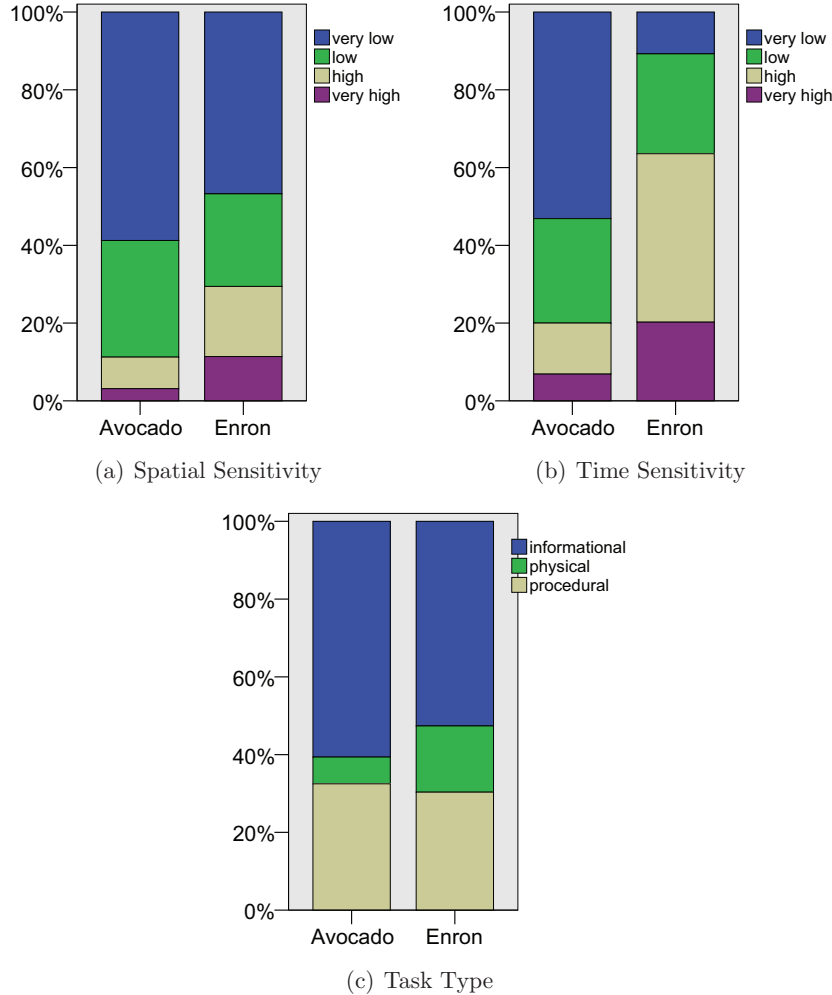 100%
80%
60%
40%
20%
0%
Avocado Enron
very low
low
high
very high
(a) Spatial Sensitivity
100%
80%
60%
40%
20%
0%
Avocado Enron
very low
low
high
very high
(b) Time Sensitivity
100%
80%
60%
40%
20%
0%
Avocado Enron
informational
physical
procedural
(c) Task Type